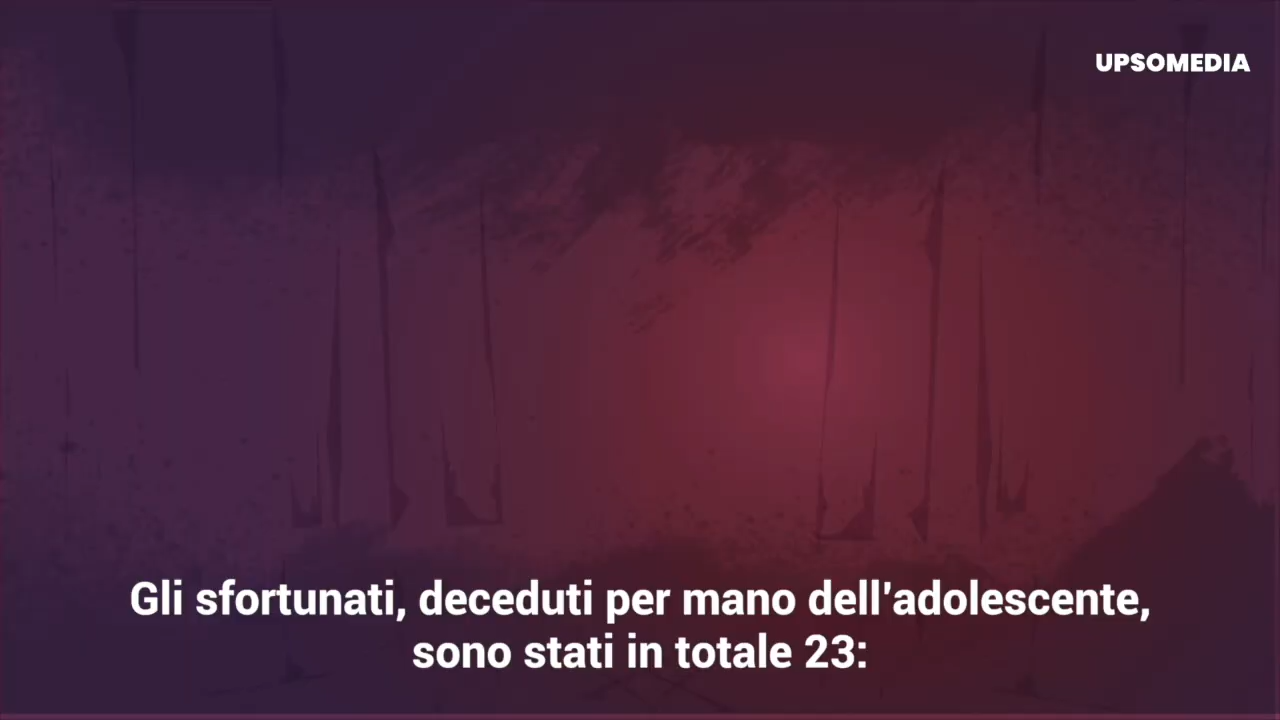 UPSOMEDIA
Gli sfortunati, deceduti per mano dell'adolescente,
sono stati in totale 23: